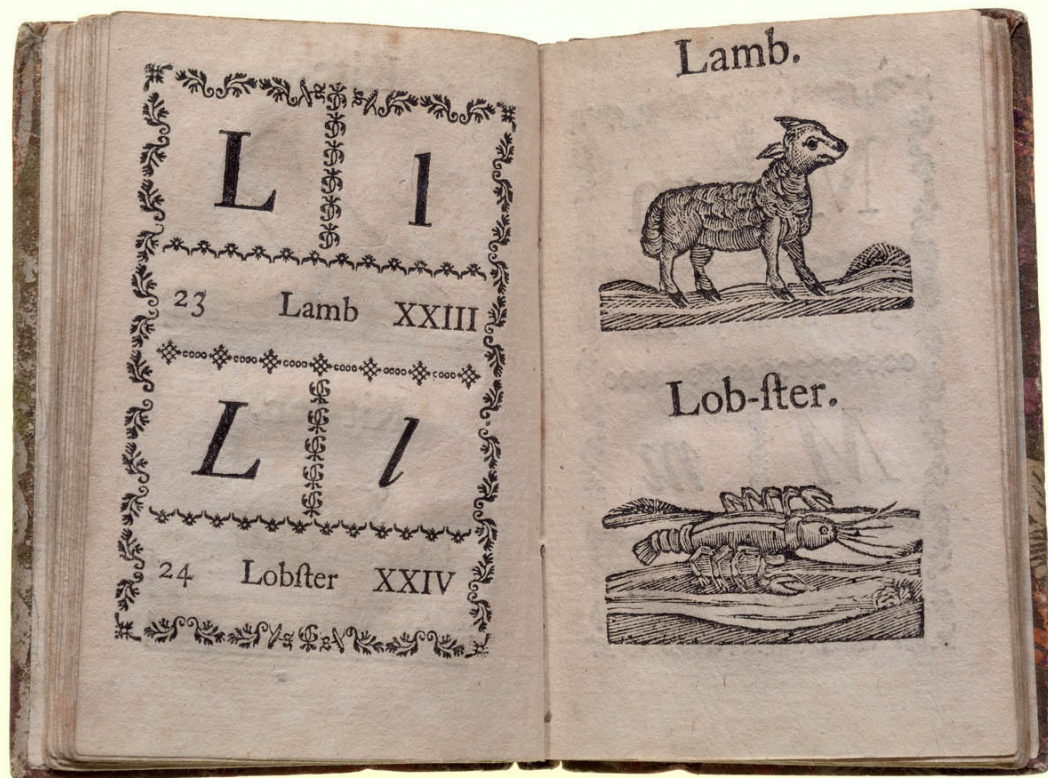 L l
23 Lamb XXIII
L l
24 Lobſter XXIV
Lamb.
Lob-ſter.